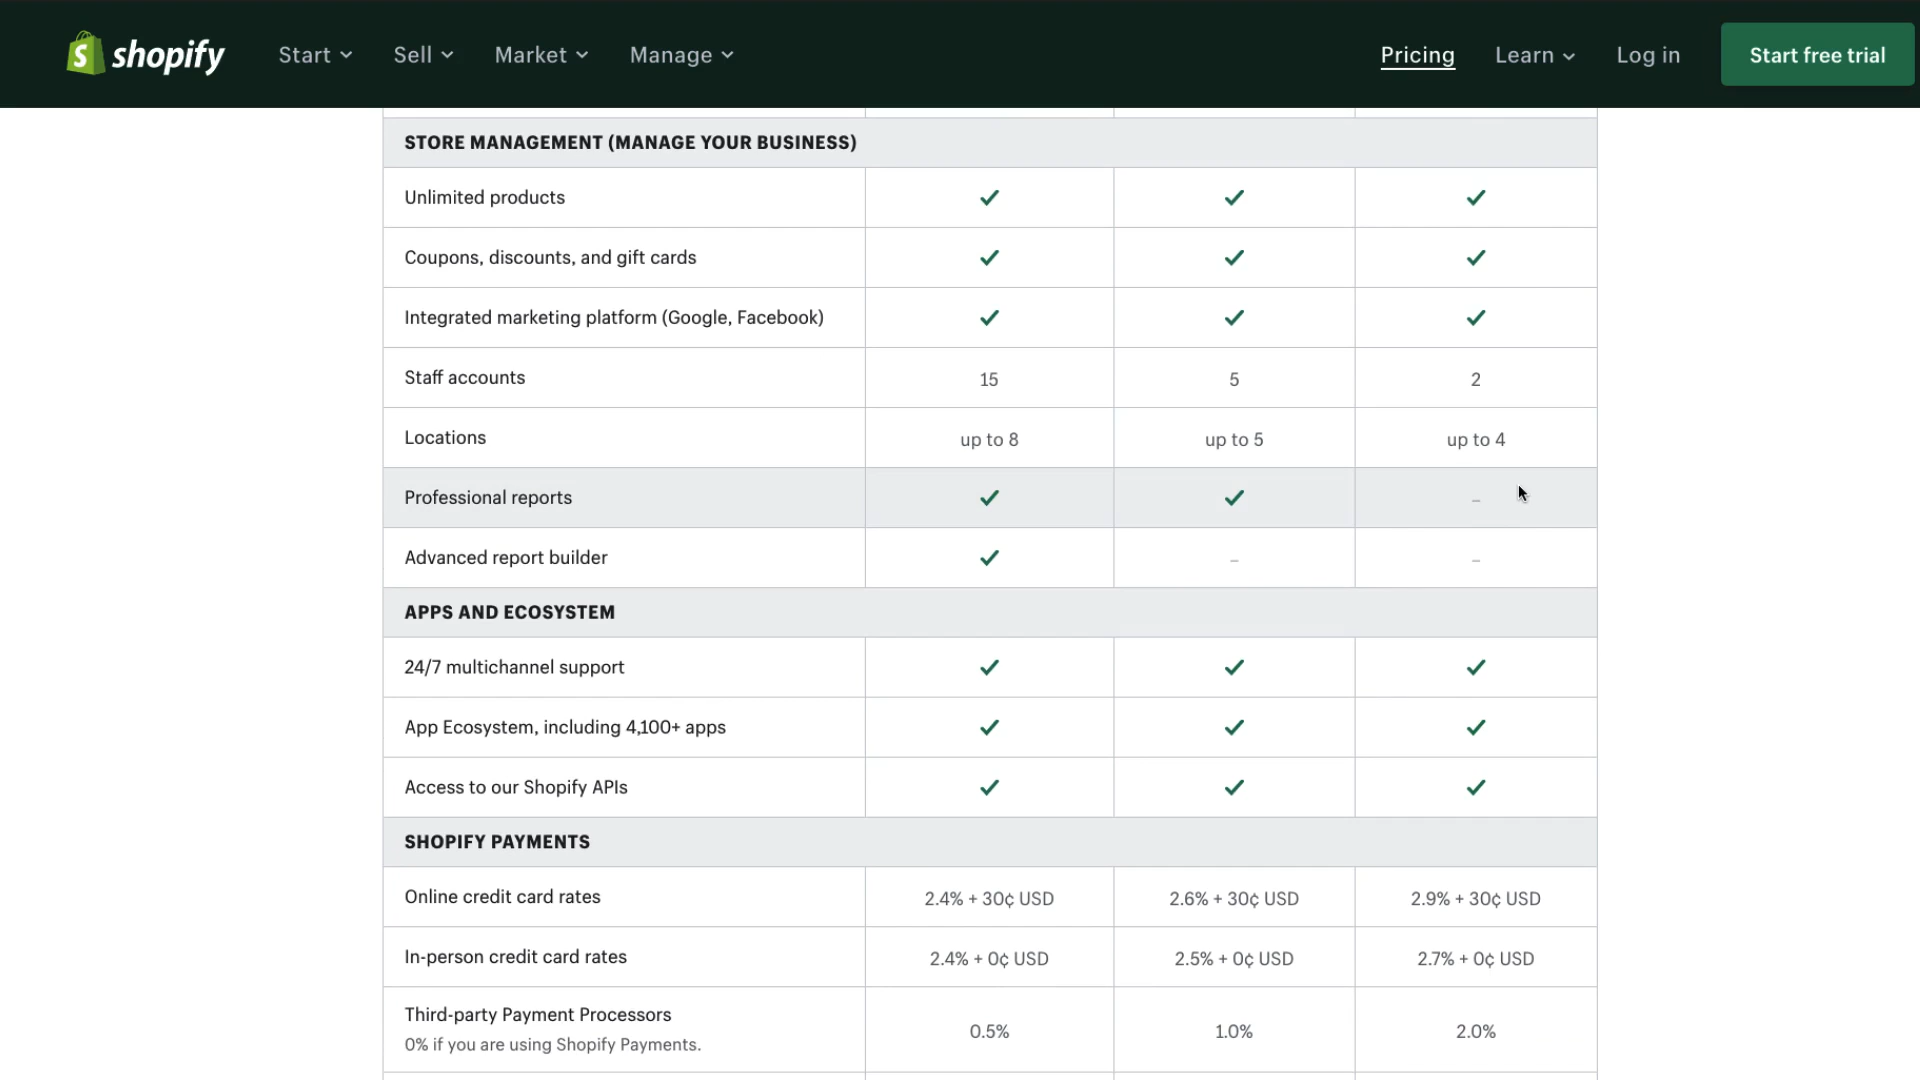 shopify Start Sell Market Manage Pricing Learn Log in Start free trial
STORE MANAGEMENT (MANAGE YOUR BUSINESS)
Unlimited products
Coupons, discounts, and gift cards
Integrated marketing platform (Google, Facebook)
Staff accounts 15 5 2
Locations up to 8 up to 5 up to 4
Professional reports –
Advanced report builder – –
APPS AND ECOSYSTEM
24/7 multichannel support
App Ecosystem, including 4,100+ apps
Access to our Shopify APIs
SHOPIFY PAYMENTS
Online credit card rates 2.4% + 30¢ USD 2.6% + 30¢ USD 2.9% + 30¢ USD
In-person credit card rates 2.4% + 0¢ USD 2.5% + 0¢ USD 2.7% + 0¢ USD
Third-party Payment Processors 0.5% 1.0% 2.0%
0% if you are using Shopify Payments.